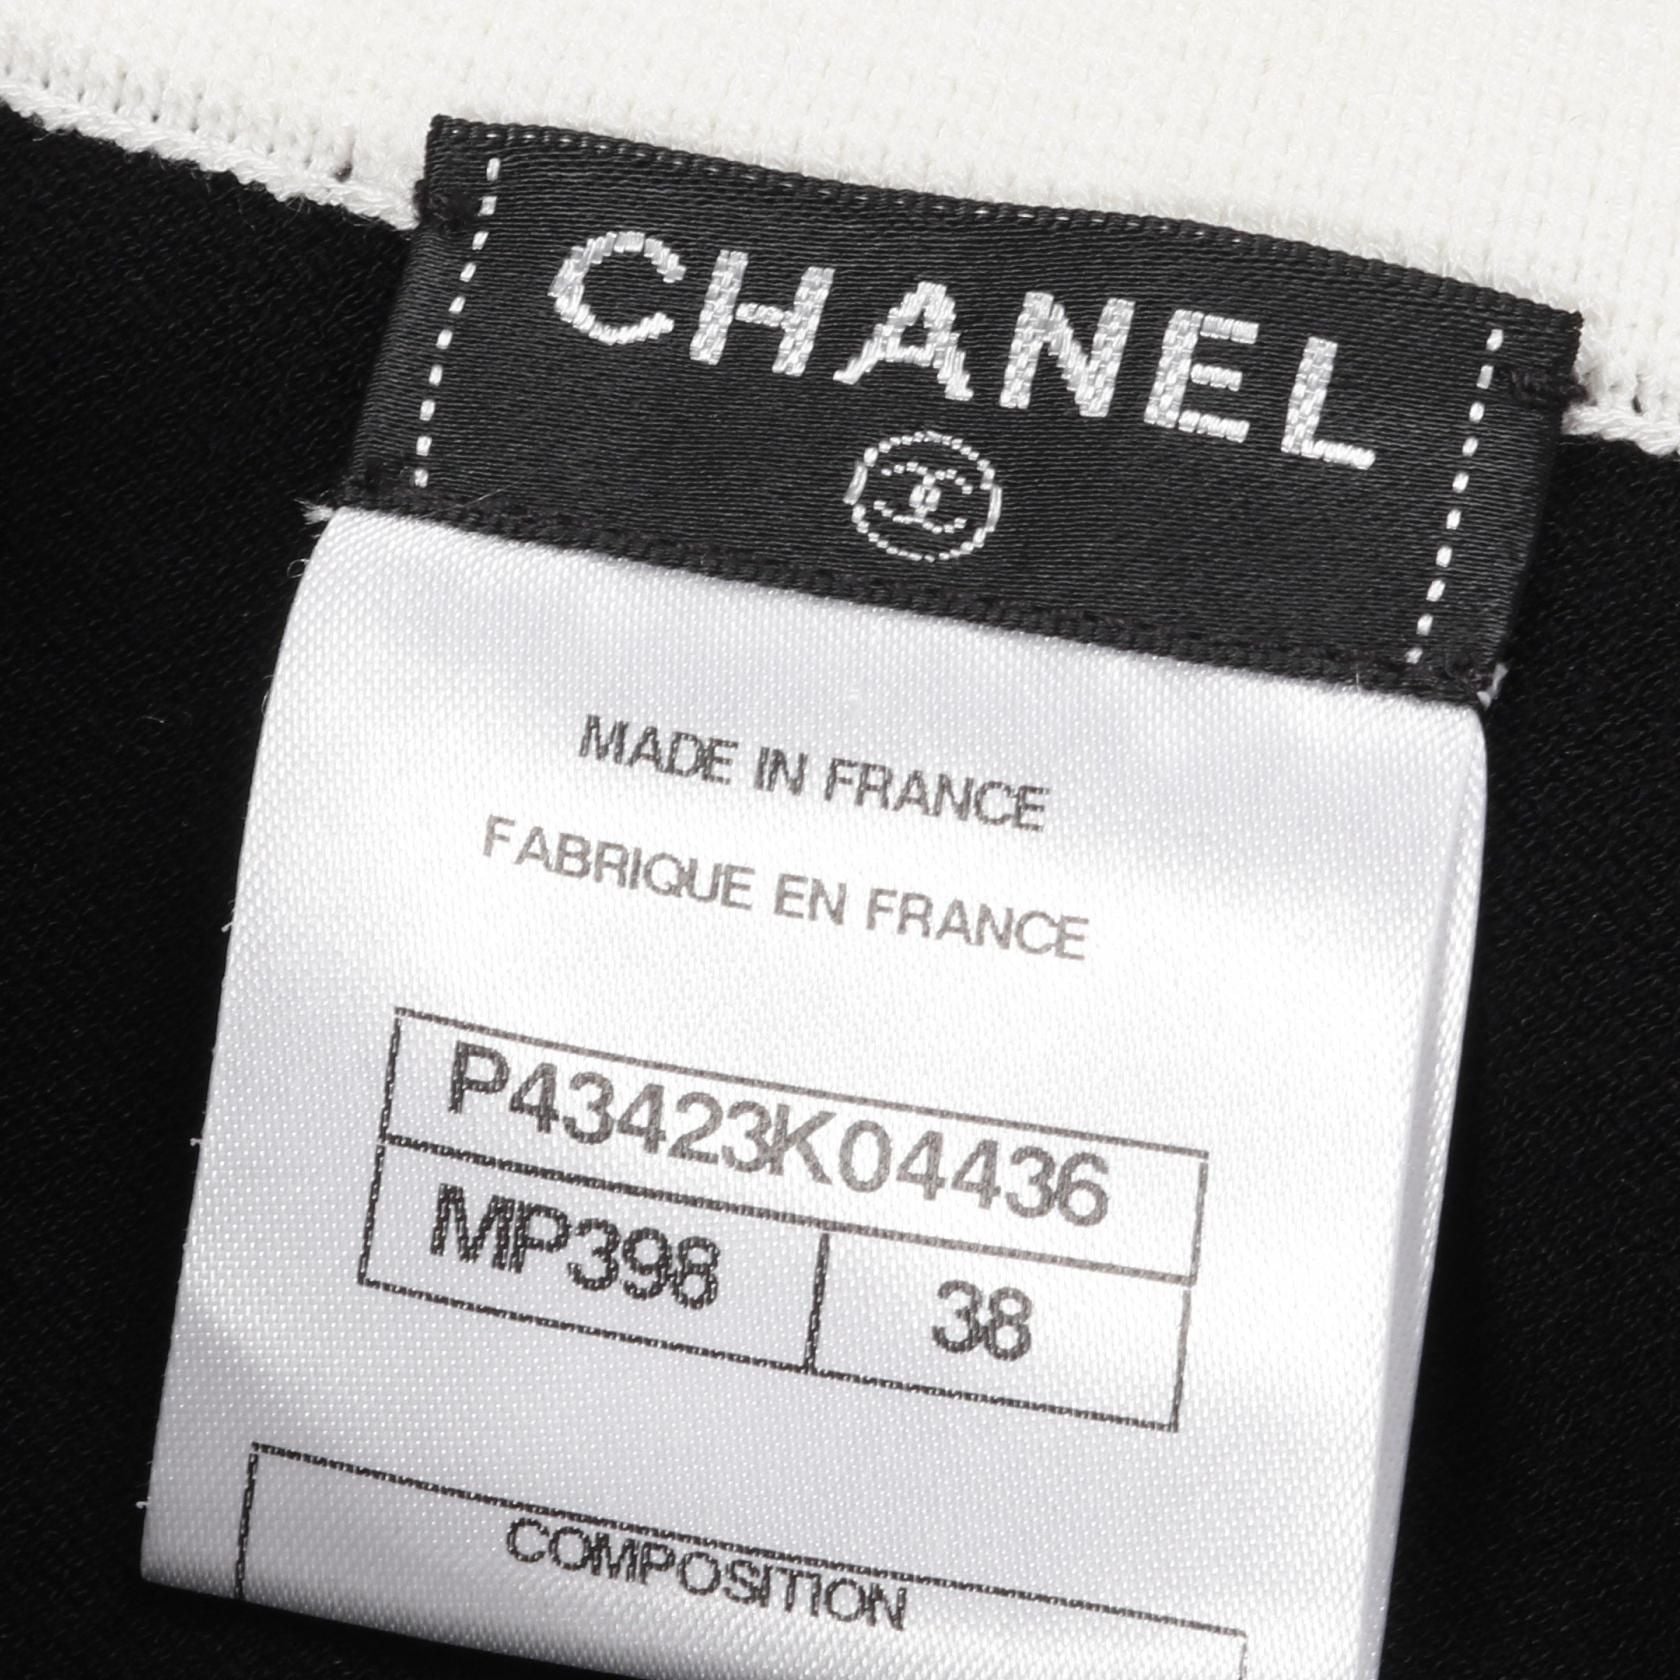 CHANEL
MADE IN FRANCE
FABRIQUE EN FRANCE
P43423K04436
MP398 38
COMPOSITION